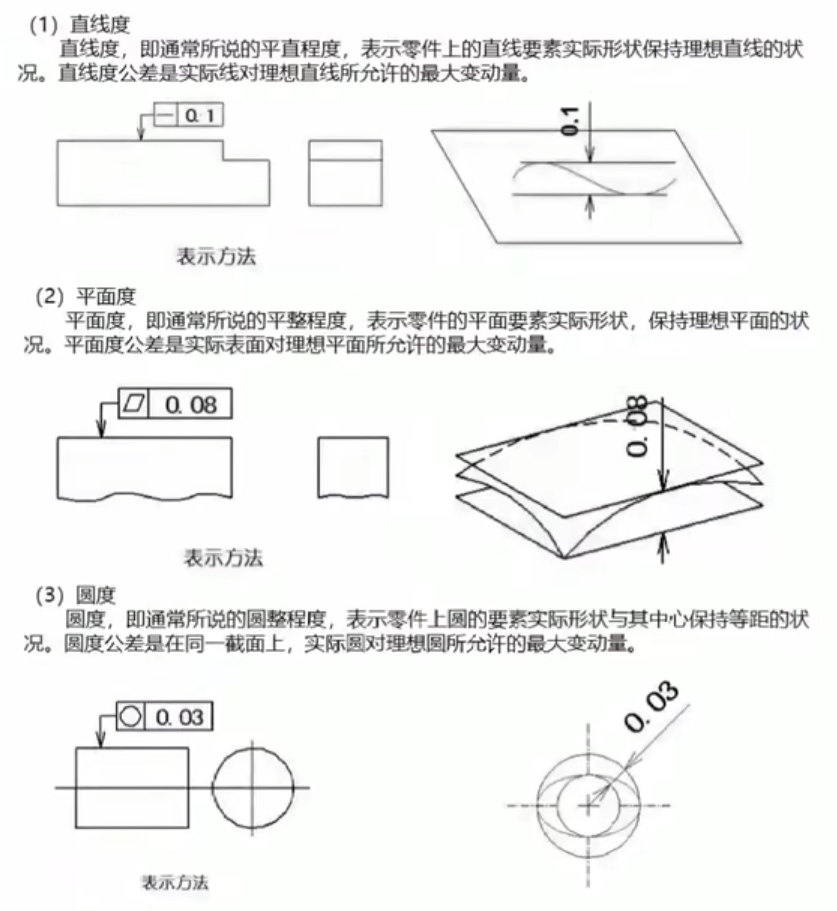 （1）直线度
直线度，即通常所说的平直程度，表示零件上的直线要素实际形状保持理想直线的状
况。直线度公差是实际线对理想直线所允许的最大变动量。
0.1
0.1
表示方法
（2）平面度
平面度，即通常所说的平整程度，表示零件的平面要素实际形状，保持理想平面的状
况。平面度公差是实际表面对理想平面所允许的最大变动量。
0.08
0.08
表示方法
（3）圆度
圆度，即通常所说的圆整程度，表示零件上圆的要素实际形状与其中心保持等距的状
况。圆度公差是在同一截面上，实际圆对理想圆所允许的最大变动量。
0.03
0.03
表示方法